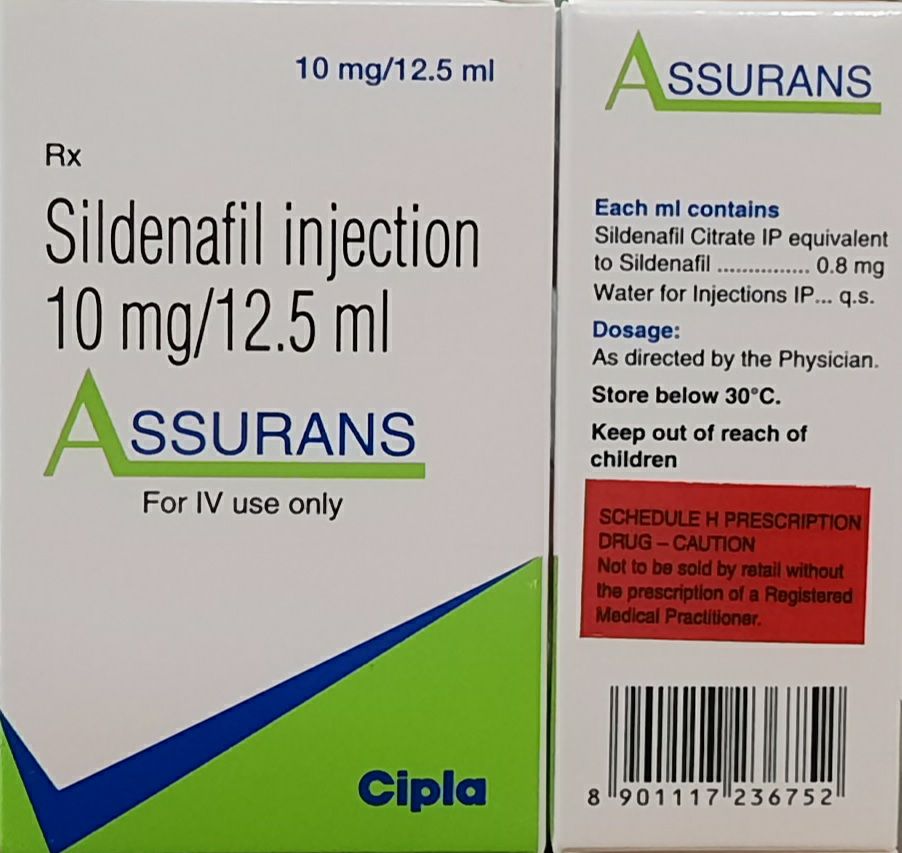 10 mg/12.5 ml
Rx
Sildenafil injection
10 mg/12.5 ml
ASSURANS
For IV use only
Cipla
ASSURANS
Each ml contains
Sildenafil Citrate IP equivalent
to Sildenafil ............... 0.8 mg
Water for Injections IP... q.s.
Dosage:
As directed by the Physician.
Store below 30°C.
Keep out of reach of
children
SCHEDULE H PRESCRIPTION
DRUG – CAUTION
Not to be sold by retail without
the prescription of a Registered
Medical Practitioner.
8 901117 236752